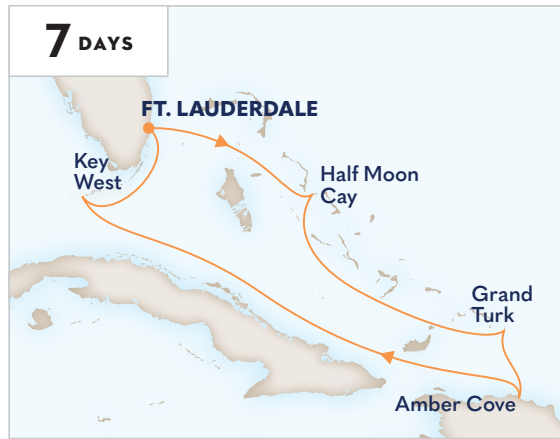 7 DAYS
FT. LAUDERDALE
Key
West
Half Moon
Cay
Grand
Turk
Amber Cove